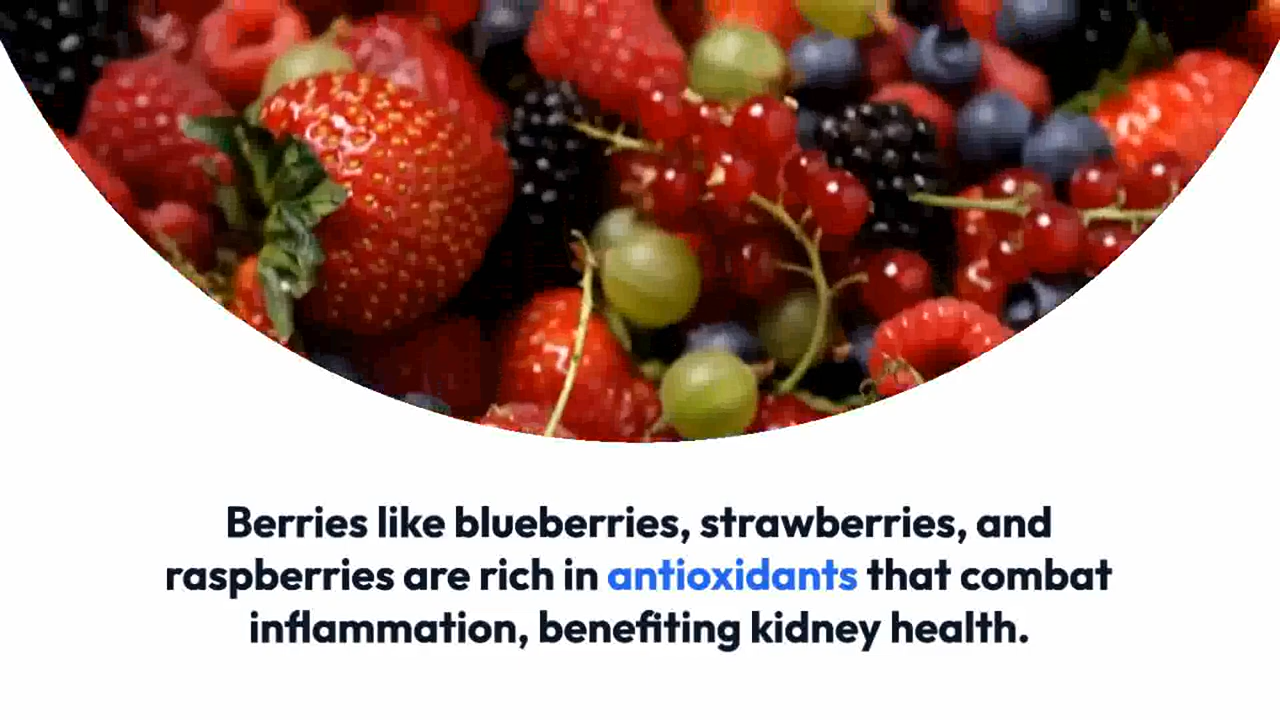 Berries like blueberries, strawberries, and
raspberries are rich in antioxidants that combat
inflammation, benefiting kidney health.